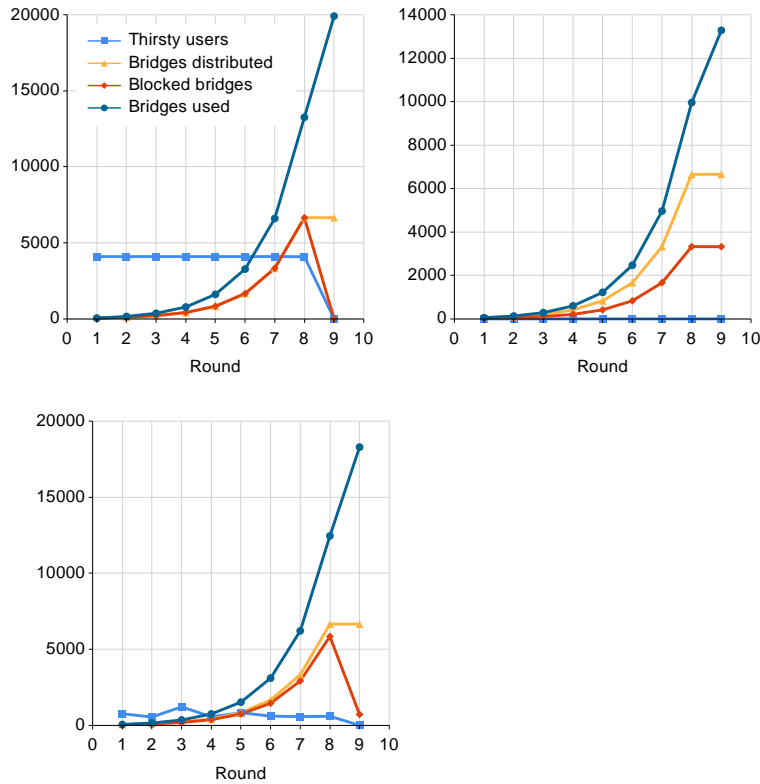 20000
15000
10000
5000
0
Thirsty users
Bridges distributed
Blocked bridges
Bridges used
0 1 2 3 4 5 6 7 8 9 10
Round
14000
12000
10000
8000
6000
4000
2000
0
0 1 2 3 4 5 6 7 8 9 10
Round
20000
15000
10000
5000
0
0 1 2 3 4 5 6 7 8 9 10
Round